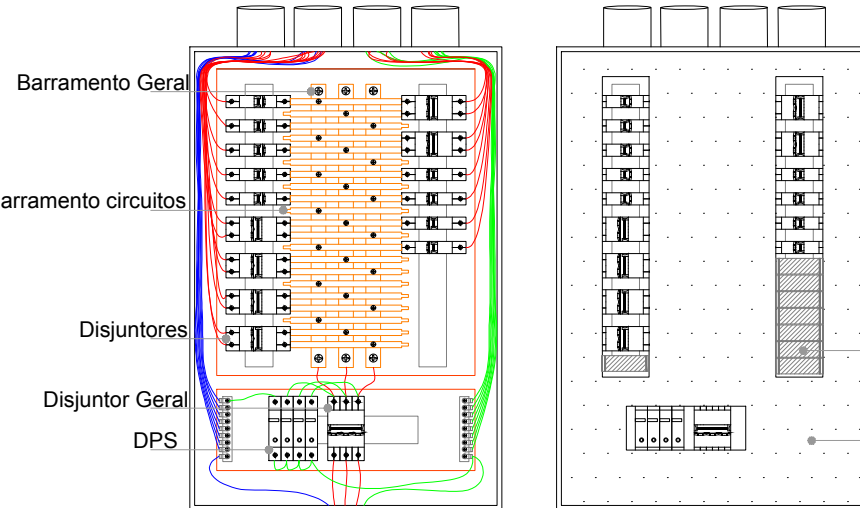 Barramento Geral
arramento circuitos
Disjuntores
Disjuntor Geral
DPS